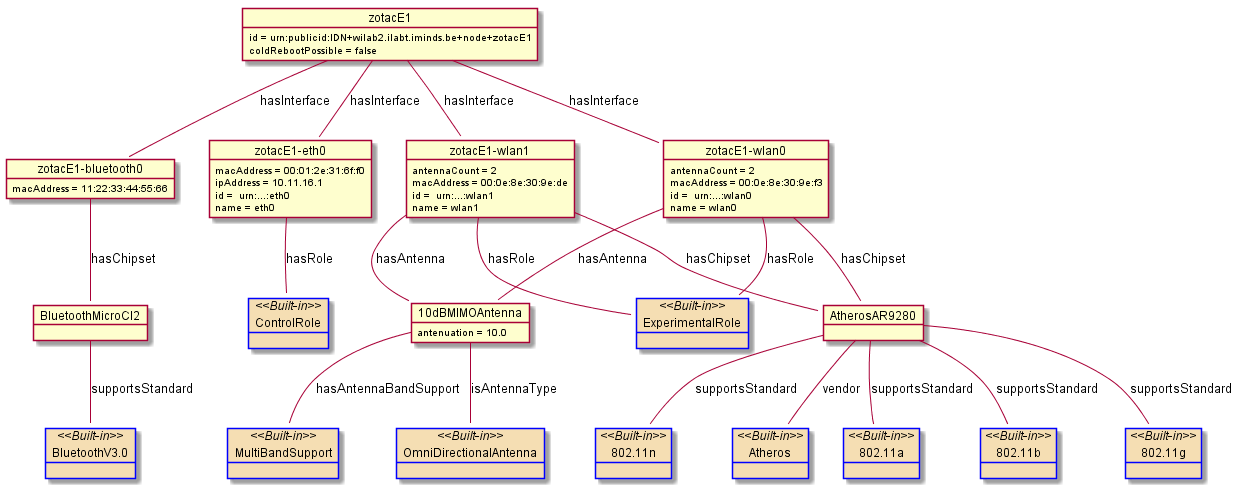 zotacE1
id = urn:publicid:IDN+wilab2.ilabt.iminds.be+node+zotacE1
coldRebootPossible = false
hasInterface
hasInterface
hasInterface
hasInterface
zotacE1-bluetooth0
macAddress = 11:22:33:44:55:66
zotacE1-eth0
macAddress = 00:01:2e:31:6f:f0
ipAddress = 10.11.16.1
id = urn:...:eth0
name = eth0
zotacE1-wlan1
antennaCount = 2
macAddress = 00:0e:8e:30:9e:de
id = urn:...:wlan1
name = wlan1
zotacE1-wlan0
antennaCount = 2
macAddress = 00:0e:8e:30:9e:f3
id = urn:...:wlan0
name = wlan0
hasChipset
hasRole
hasAntenna
hasRole
hasAntenna
hasChipset
hasRole
hasChipset
BluetoothMicroCI2
<<Built-in>>
ControlRole
10dBMIMOAntenna
antenuation = 10.0
<<Built-in>>
ExperimentalRole
AtherosAR9280
supportsStandard
hasAntennaBandSupport
isAntennaType
supportsStandard
vendor
supportsStandard
supportsStandard
supportsStandard
<<Built-in>>
BluetoothV3.0
<<Built-in>>
MultiBandSupport
<<Built-in>>
OmniDirectionalAntenna
<<Built-in>>
802.11n
<<Built-in>>
Atheros
<<Built-in>>
802.11a
<<Built-in>>
802.11b
<<Built-in>>
802.11g